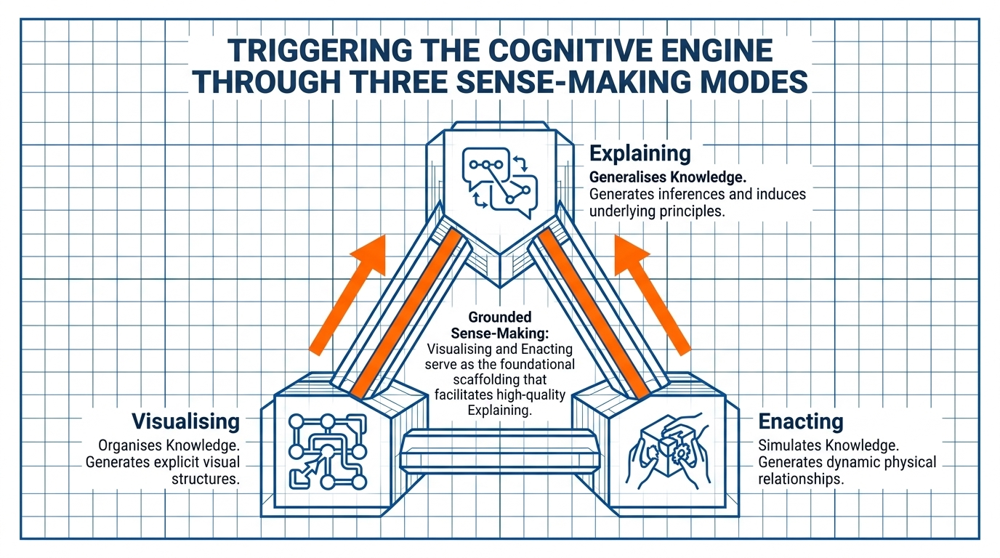 TRIGGERING THE COGNITIVE ENGINE
THROUGH THREE SENSE-MAKING MODES
Explaining
Generalises Knowledge.
Generates inferences and induces
underlying principles.
Grounded
Sense-Making:
Visualising and Enacting
serve as the foundational
scaffolding that
facilitates high-quality
Explaining.
Visualising
Organises Knowledge.
Generates explicit visual
structures.
Enacting
Simulates Knowledge.
Generates dynamic physical
relationships.